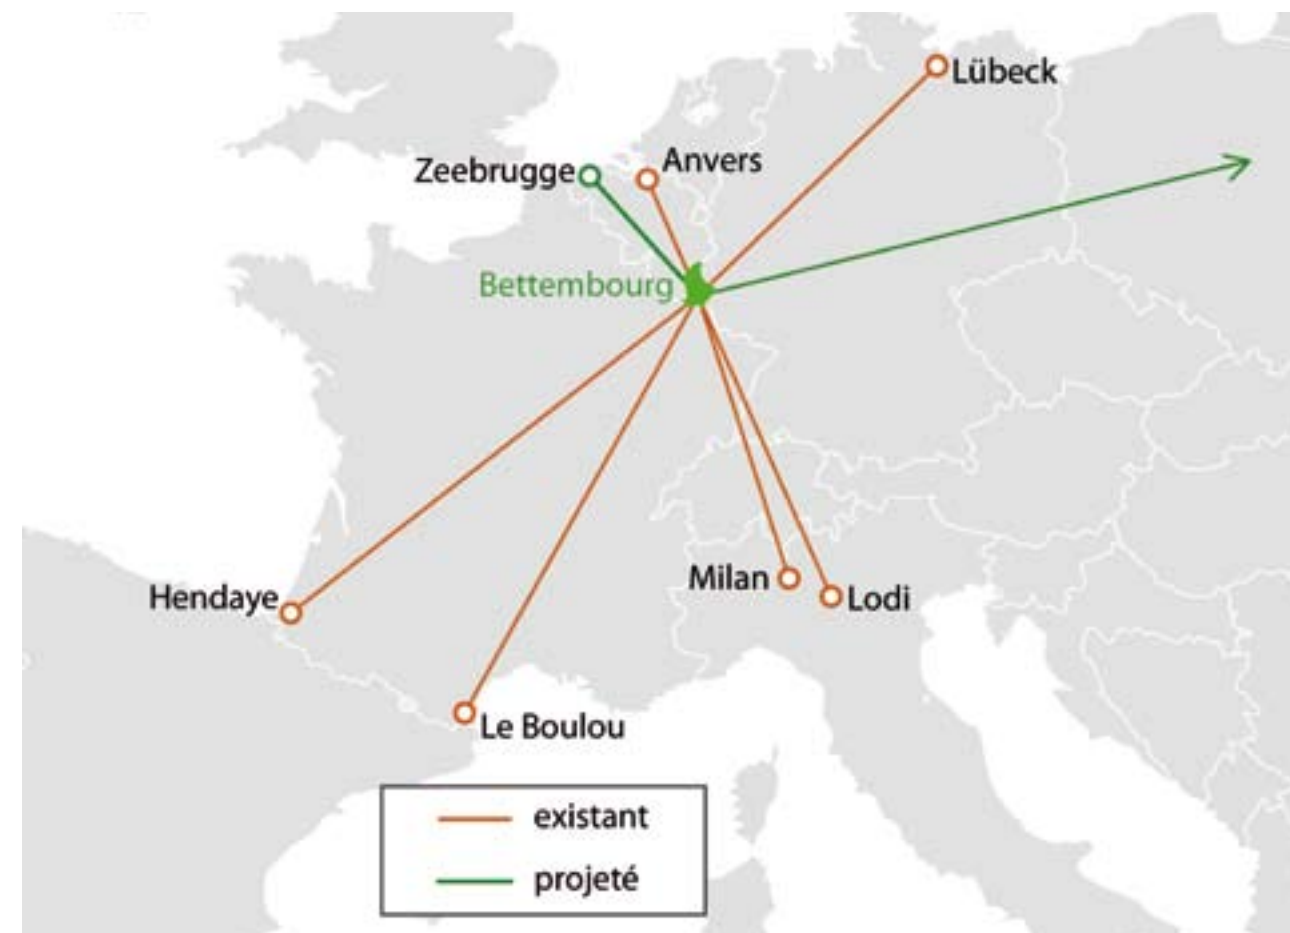 Lübeck
Anvers
Zeebrugge
Bettembourg
Milan
Hendaye
Lodi
Le Boulou
existant
projeté